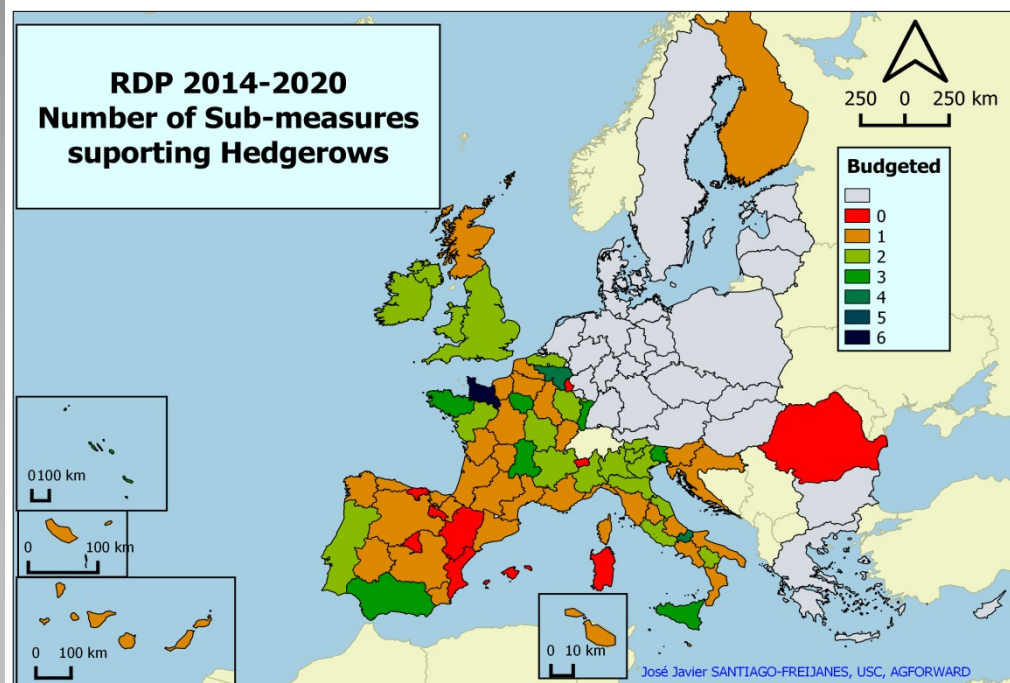 RDP 2014-2020
Number of Sub-measures
suporting Hedgerows
250 0 250 km
Budgeted
0
1
2
3
4
5
6
0100 km
0 100 km
0 100 km
0 10 km
José Javier SANTIAGO-FREIJANES, USC, AGFORWARD